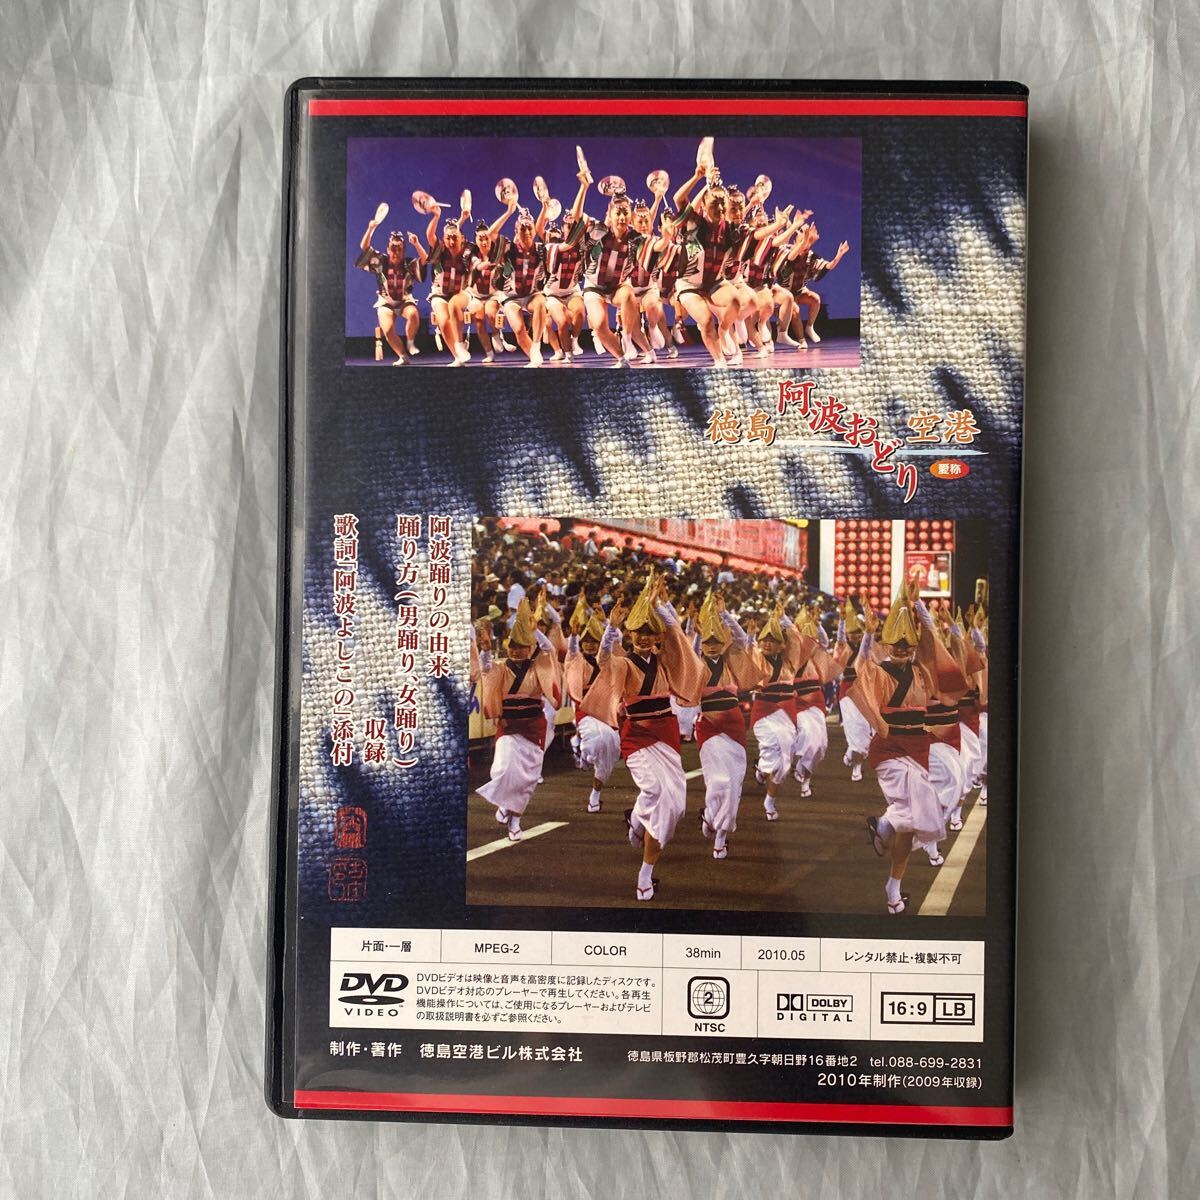 徳島阿波おどり空港
愛称
阿波踊りの由来
踊り方（男踊り、女踊り）
収録
歌詞「阿波よしこの」添付
片面・一層
MPEG-2
COLOR
38min
2010.05
レンタル禁止・複製不可
DVD
VIDEO
DVDビデオは映像と音声を高密度に記録したディスクです。
DVDビデオ対応のプレーヤーで再生してください。各再生
機能操作については、ご使用になるプレーヤーおよびテレビ
の取扱説明書を必ずご参照ください。
2
NTSC
DOLBY
DIGITAL
16:9 LB
制作・著作　徳島空港ビル株式会社
徳島県板野郡松茂町豊久字朝日野16番地2　tel.088-699-2831
2010年制作(2009年収録)